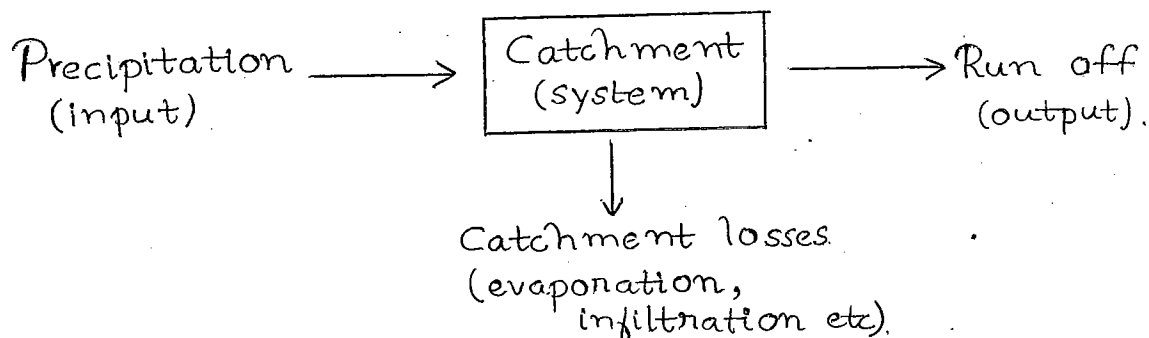 Precipitation
(input)
Catchment
(system)
Run off
(output).
Catchment losses
(evaporation,
infiltration etc).